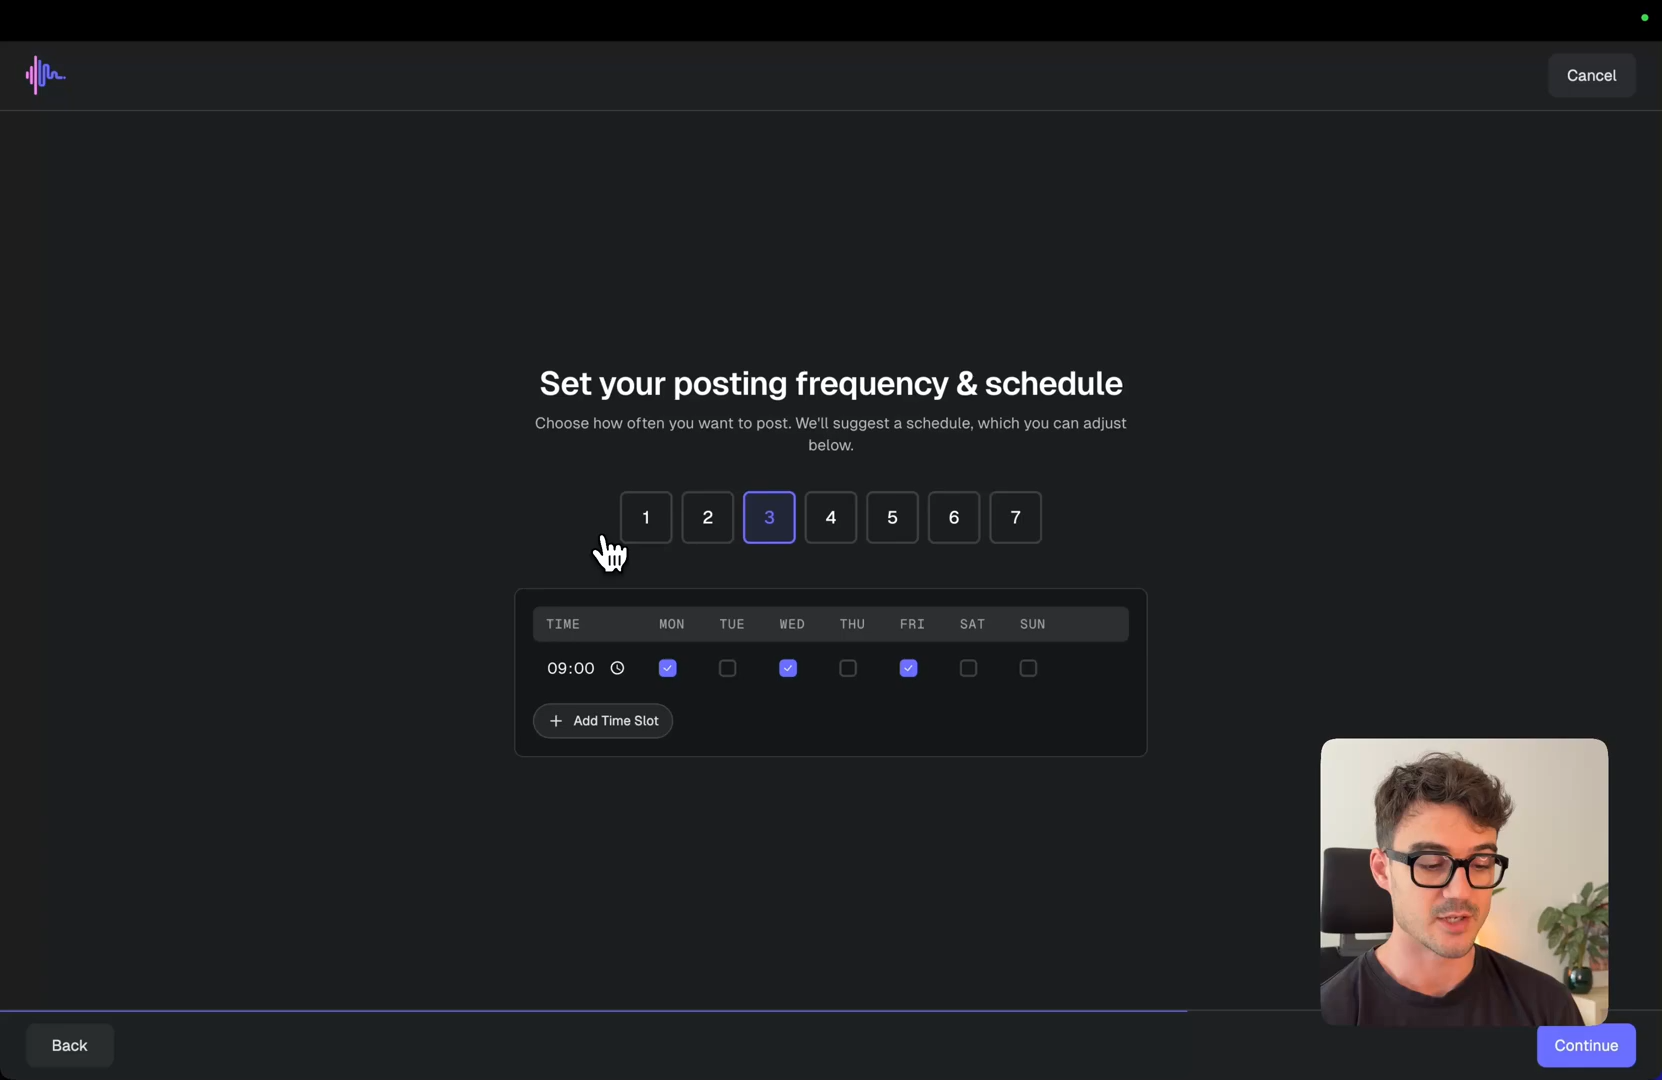 Cancel
Set your posting frequency & schedule
Choose how often you want to post. We'll suggest a schedule, which you can adjust
below.
1 2 3 4 5 6 7
TIME MON TUE WED THU FRI SAT SUN
09:00
+ Add Time Slot
Back
Continue